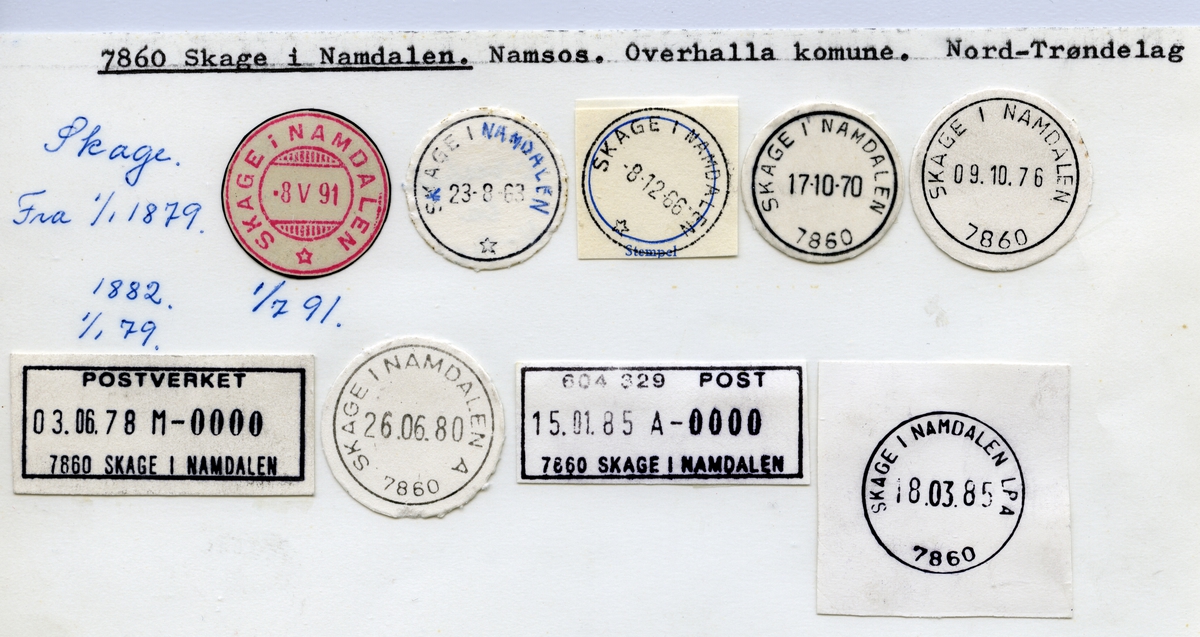 7860 Skage i Namdalen. Namsos. Overhalla komune. Nord-Trøndelag
Skage.
Fra 1/1 1879.
1882.
1/1 79.
SKAGE i NAMDALEN
·8 V 91
1/7 91.
SKAGE I NAMDALEN
23-8-63
SKAGE I NAMDALEN
-8-12-66
Stempel
SKAGE I NAMDALEN
17-10-70
7860
SKAGE I NAMDALEN
09.10.76
7860
POSTVERKET
03.06.78 M-0000
7860 SKAGE I NAMDALEN
SKAGE I NAMDALEN A
26.06.80
7860
604 329 POST
15.01.85 A-0000
7860 SKAGE I NAMDALEN
SKAGE I NAMDALEN LPA
18.03.85
7860